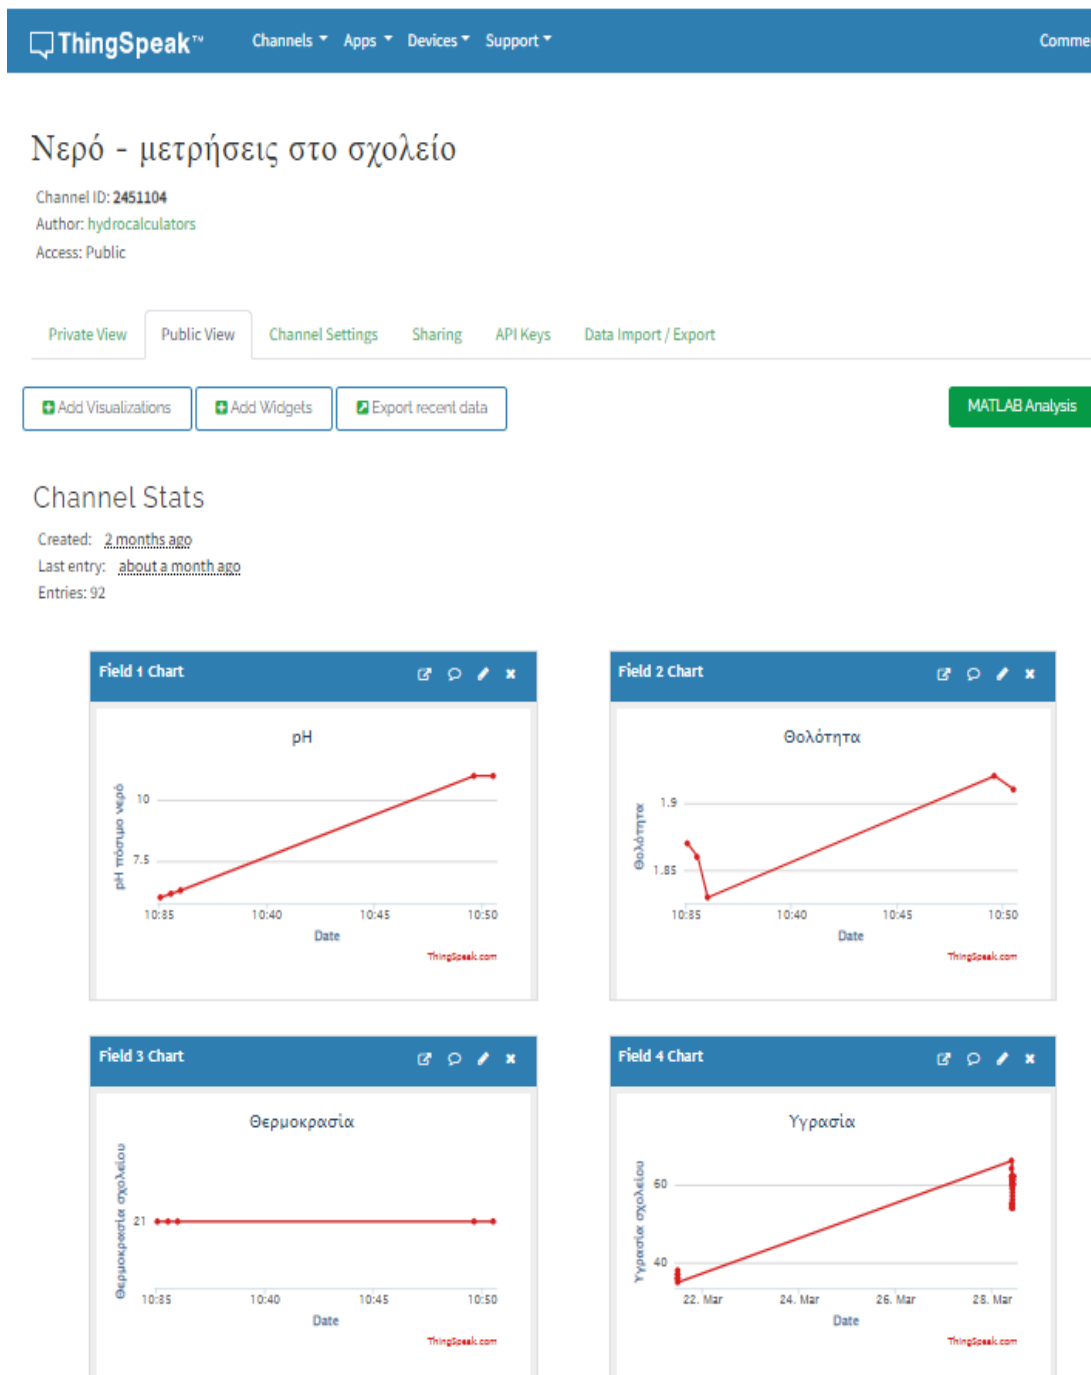 ThingSpeak™ Channels Apps Devices Support Comme
Νερό - μετρήσεις στο σχολείο
Channel ID: 2451104
Author: hydrocalculators
Access: Public
Private View Public View Channel Settings Sharing API Keys Data Import / Export
Add Visualizations Add Widgets Export recent data MATLAB Analysis
Channel Stats
Created: 2 months ago
Last entry: about a month ago
Entries: 92
Field 1 Chart
pH
pH πόσιμο νερό
10
7.5
10:35 10:40 10:45 10:50
Date
ThingSpeak.com
Field 2 Chart
Θολότητα
Θολότητα
1.9
1.85
10:35 10:40 10:45 10:50
Date
ThingSpeak.com
Field 3 Chart
Θερμοκρασία
Θερμοκρασία σχολείου
21
10:35 10:40 10:45 10:50
Date
ThingSpeak.com
Field 4 Chart
Υγρασία
Υγρασία σχολείου
60
40
22. Mar 24. Mar 26. Mar 28. Mar
Date
ThingSpeak.com